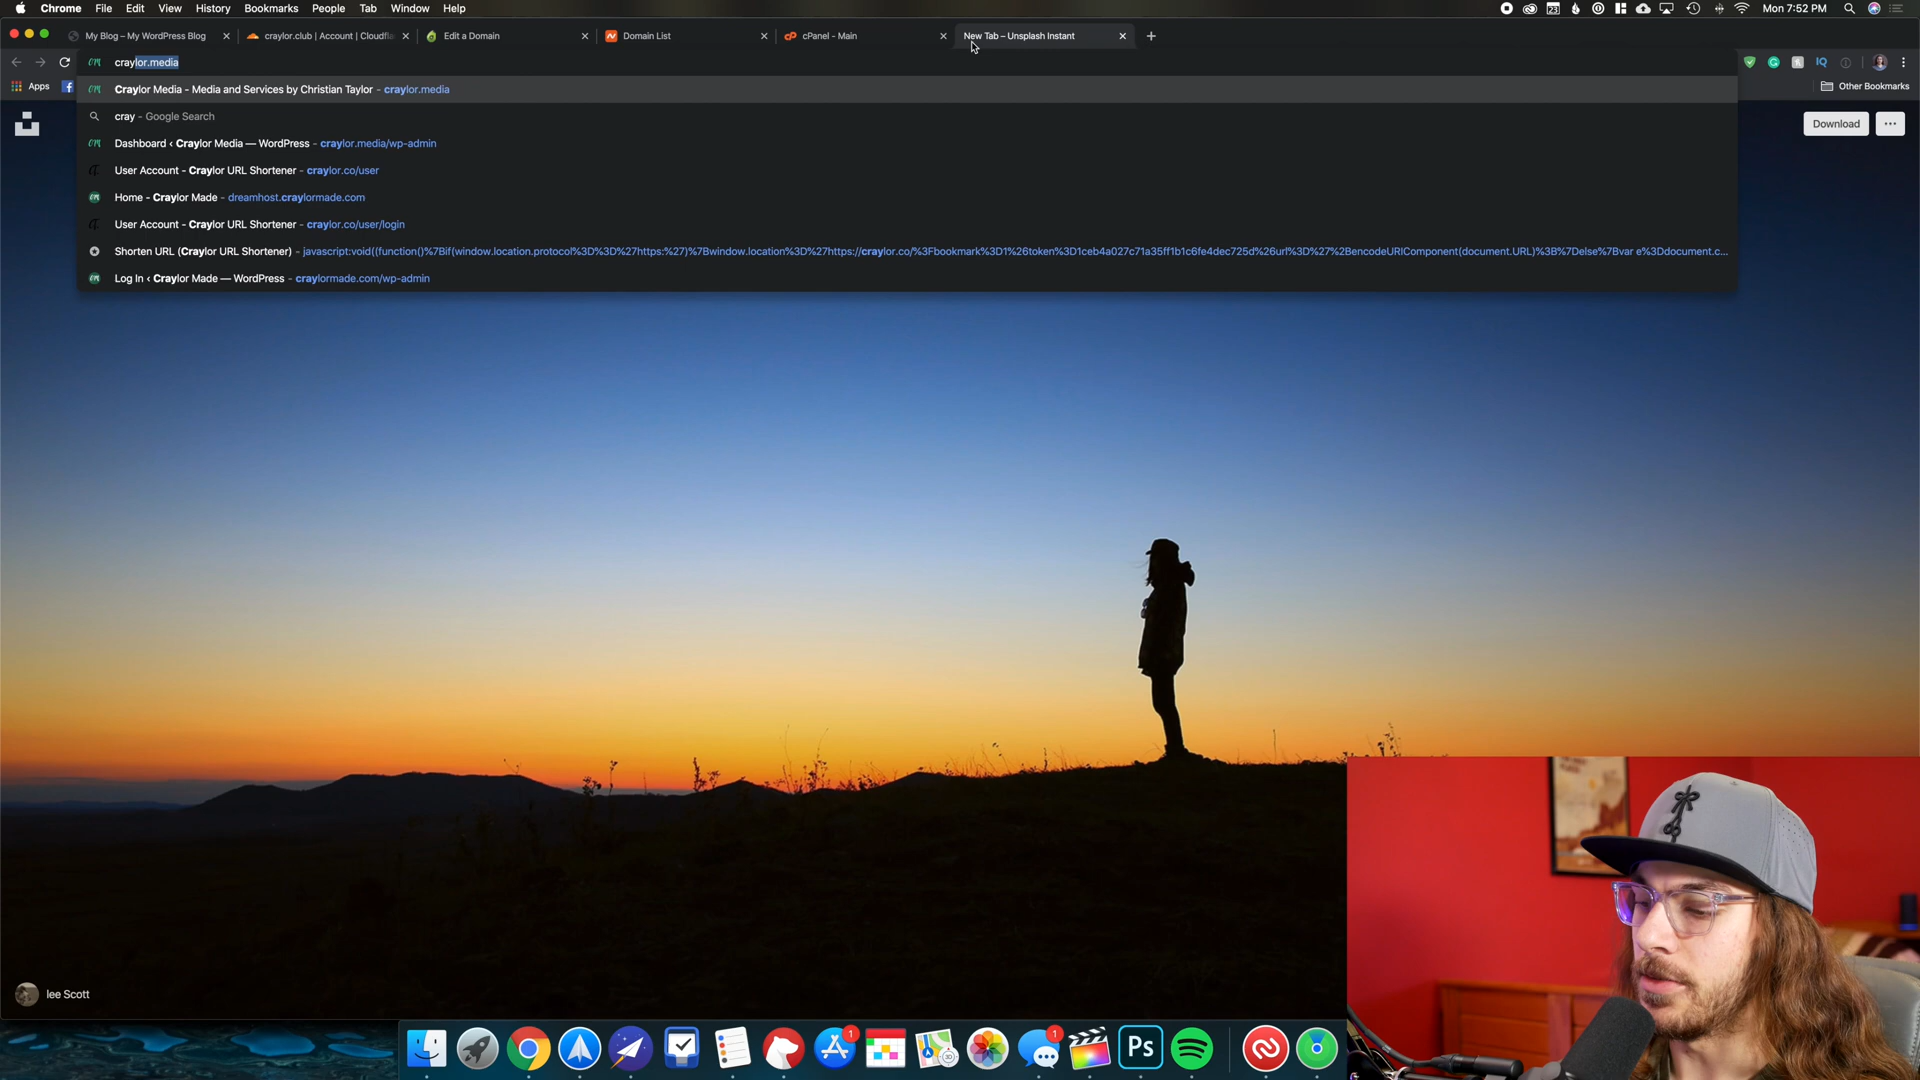 Chrome File Edit View History Bookmarks People Tab Window Help
Mon 7:52 PM
My Blog – My WordPress Blog
craylor.club | Account | Cloudfla
Edit a Domain
Domain List
cPanel - Main
New Tab – Unsplash Instant
craylor.media
Apps
Other Bookmarks
Craylor Media - Media and Services by Christian Taylor - craylor.media
cray - Google Search
Dashboard ‹ Craylor Media — WordPress - craylor.media/wp-admin
User Account - Craylor URL Shortener - craylor.co/user
Home - Craylor Made - dreamhost.craylormade.com
User Account - Craylor URL Shortener - craylor.co/user/login
Shorten URL (Craylor URL Shortener) - javascript:void((function()%7Bif(window.location.protocol%3D%3D%27https:%27)%7Bwindow.location%3D%27https://craylor.co/%3Fbookmark%3D1%26token%3D1ceb4a027c71a35ff1b1c6fe4dec725d%26url%3D%27%2BencodeURIComponent(document.URL)%3B%7Delse%7Bvar e%3Ddocument.c...
Log In ‹ Craylor Made — WordPress - craylormade.com/wp-admin
Download
IQ
lee Scott
1
3D
1
Ps